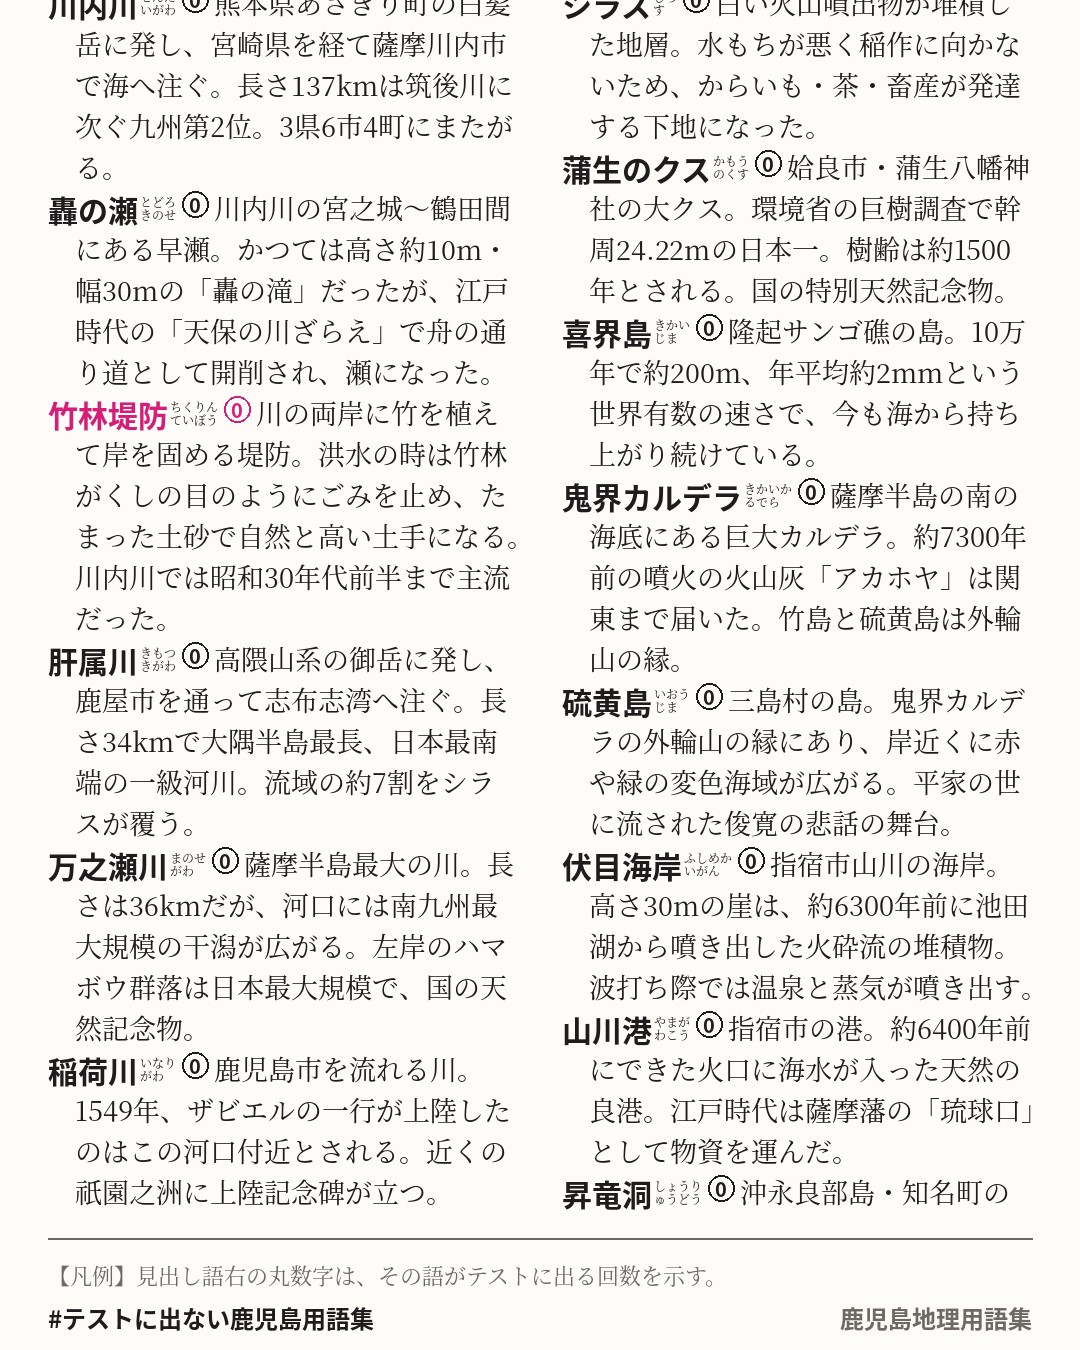 川内川 せんだいがわ ⓪ 熊本県あさぎり町の白髪
岳に発し、宮崎県を経て薩摩川内市
で海へ注ぐ。長さ137kmは筑後川に
次ぐ九州第2位。3県6市4町にまたが
る。
轟の瀬 とどろきのせ ⓪ 川内川の宮之城〜鶴田間
にある早瀬。かつては高さ約10m・
幅30mの「轟の滝」だったが、江戸
時代の「天保の川ざらえ」で舟の通
り道として開削され、瀬になった。
竹林堤防 ちくりんていぼう ⓪ 川の両岸に竹を植え
て岸を固める堤防。洪水の時は竹林
がくしの目のようにごみを止め、た
まった土砂で自然と高い土手になる。
川内川では昭和30年代前半まで主流
だった。
肝属川 きもつきがわ ⓪ 高隈山系の御岳に発し、
鹿屋市を通って志布志湾へ注ぐ。長
さ34kmで大隅半島最長、日本最南
端の一級河川。流域の約7割をシラ
スが覆う。
万之瀬川 まのせがわ ⓪ 薩摩半島最大の川。長
さは36kmだが、河口には南九州最
大規模の干潟が広がる。左岸のハマ
ボウ群落は日本最大規模で、国の天
然記念物。
稲荷川 いなりがわ ⓪ 鹿児島市を流れる川。
1549年、ザビエルの一行が上陸した
のはこの河口付近とされる。近くの
祇園之洲に上陸記念碑が立つ。
シラス ⓪ 白い火山噴出物が堆積し
た地層。水もちが悪く稲作に向かな
いため、からいも・茶・畜産が発達
する下地になった。
蒲生のクス かもうのくす ⓪ 姶良市・蒲生八幡神
社の大クス。環境省の巨樹調査で幹
周24.22mの日本一。樹齢は約1500
年とされる。国の特別天然記念物。
喜界島 きかいじま ⓪ 隆起サンゴ礁の島。10万
年で約200m、年平均約2mmという
世界有数の速さで、今も海から持ち
上がり続けている。
鬼界カルデラ きかいかるでら ⓪ 薩摩半島の南の
海底にある巨大カルデラ。約7300年
前の噴火の火山灰「アカホヤ」は関
東まで届いた。竹島と硫黄島は外輪
山の縁。
硫黄島 いおうじま ⓪ 三島村の島。鬼界カルデ
ラの外輪山の縁にあり、岸近くに赤
や緑の変色海域が広がる。平家の世
に流された俊寛の悲話の舞台。
伏目海岸 ふしめかいがん ⓪ 指宿市山川の海岸。
高さ30mの崖は、約6300年前に池田
湖から噴き出した火砕流の堆積物。
波打ち際では温泉と蒸気が噴き出す。
山川港 やまがわこう ⓪ 指宿市の港。約6400年前
にできた火口に海水が入った天然の
良港。江戸時代は薩摩藩の「琉球口」
として物資を運んだ。
昇竜洞 しょうりゅうどう ⓪ 沖永良部島・知名町の
【凡例】見出し語右の丸数字は、その語がテストに出る回数を示す。
#テストに出ない鹿児島用語集
鹿児島地理用語集